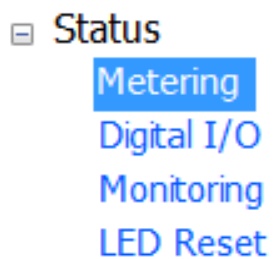 Status
Metering
Digital I/O
Monitoring
LED Reset